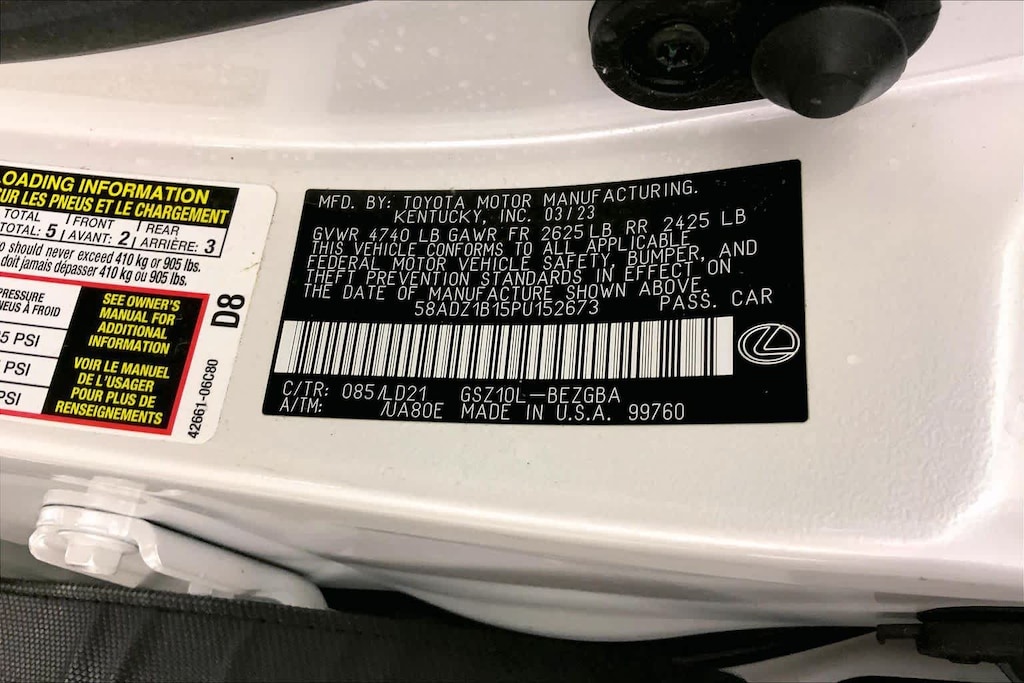 OADING INFORMATION
UR LES PNEUS ET LE CHARGEMENT
TOTAL FRONT REAR
TOTAL: 5 AVANT: 2 ARRIÈRE: 3
should never exceed 410 kg or 905 lbs.
doit jamais dépasser 410 kg ou 905 lbs.
PRESSURE
NEUS À FROID
5 PSI
PSI
PSI
SEE OWNER'S
MANUAL FOR
ADDITIONAL
INFORMATION
VOIR LE MANUEL
DE L'USAGER
POUR PLUS DE
RENSEIGNEMENTS
D8
42661-06C80
MFD. BY: TOYOTA MOTOR MANUFACTURING.
KENTUCKY, INC. 03/23
GVWR 4740 LB GAWR FR 2625 LB RR 2425 LB
THIS VEHICLE CONFORMS TO ALL APPLICABLE
FEDERAL MOTOR VEHICLE SAFETY, BUMPER, AND
THEFT PREVENTION STANDARDS IN EFFECT ON
THE DATE OF MANUFACTURE SHOWN ABOVE.
58ADZ1B15PU152673 PASS. CAR
C/TR: 085/LD21 GSZ10L-BEZGBA
A/TM: /UA80E MADE IN U.S.A. 99760